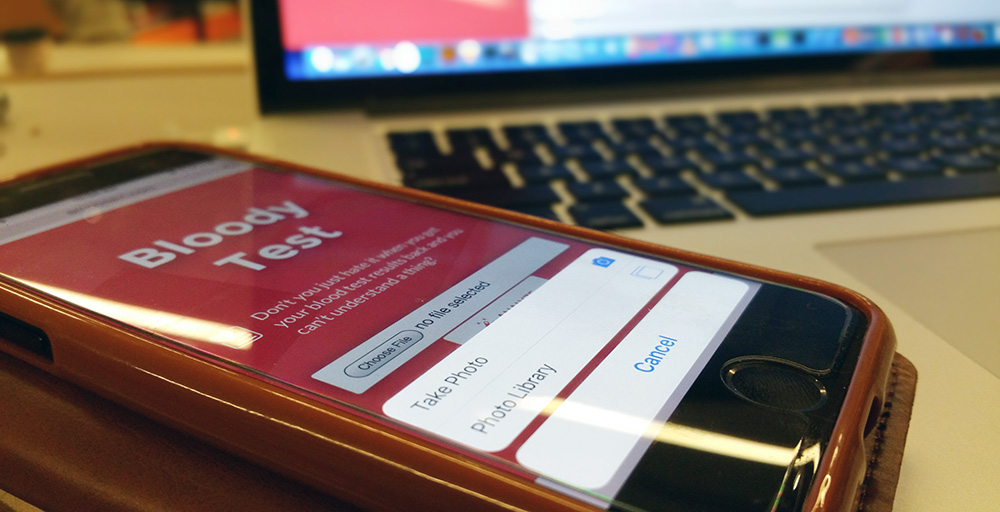 Bloody
Test
Don't you just hate it when you get
your blood test results back and you
can't understand a thing?
Choose File no file selected
Take Photo
Photo Library
Cancel